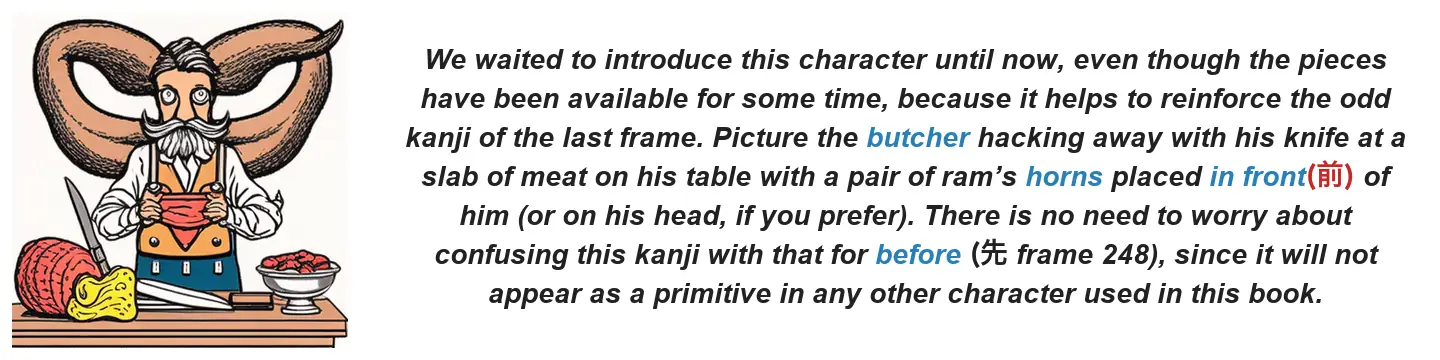 We waited to introduce this character until now, even though the pieces
have been available for some time, because it helps to reinforce the odd
kanji of the last frame. Picture the butcher hacking away with his knife at a
slab of meat on his table with a pair of ram’s horns placed in front(前) of
him (or on his head, if you prefer). There is no need to worry about
confusing this kanji with that for before (先 frame 248), since it will not
appear as a primitive in any other character used in this book.